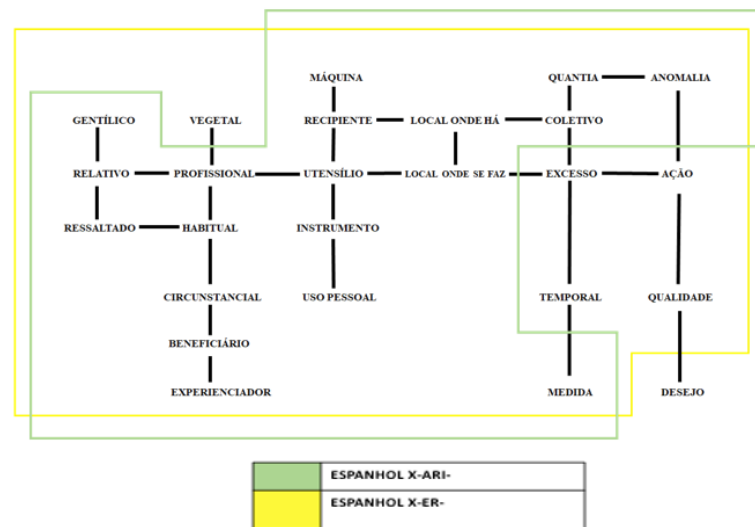 MÁQUINA QUANTIA ANOMALIA
GENTÍLICO VEGETAL RECIPIENTE LOCAL ONDE HÁ COLETIVO
RELATIVO PROFISSIONAL UTENSÍLIO LOCAL ONDE SE FAZ EXCESSO AÇÃO
RESSALTADO HABITUAL INSTRUMENTO
CIRCUNSTANCIAL USO PESSOAL TEMPORAL QUALIDADE
BENEFICIÁRIO
EXPERIENCIADOR MEDIDA DESEJO
ESPANHOL X-ARI-
ESPANHOL X-ER-